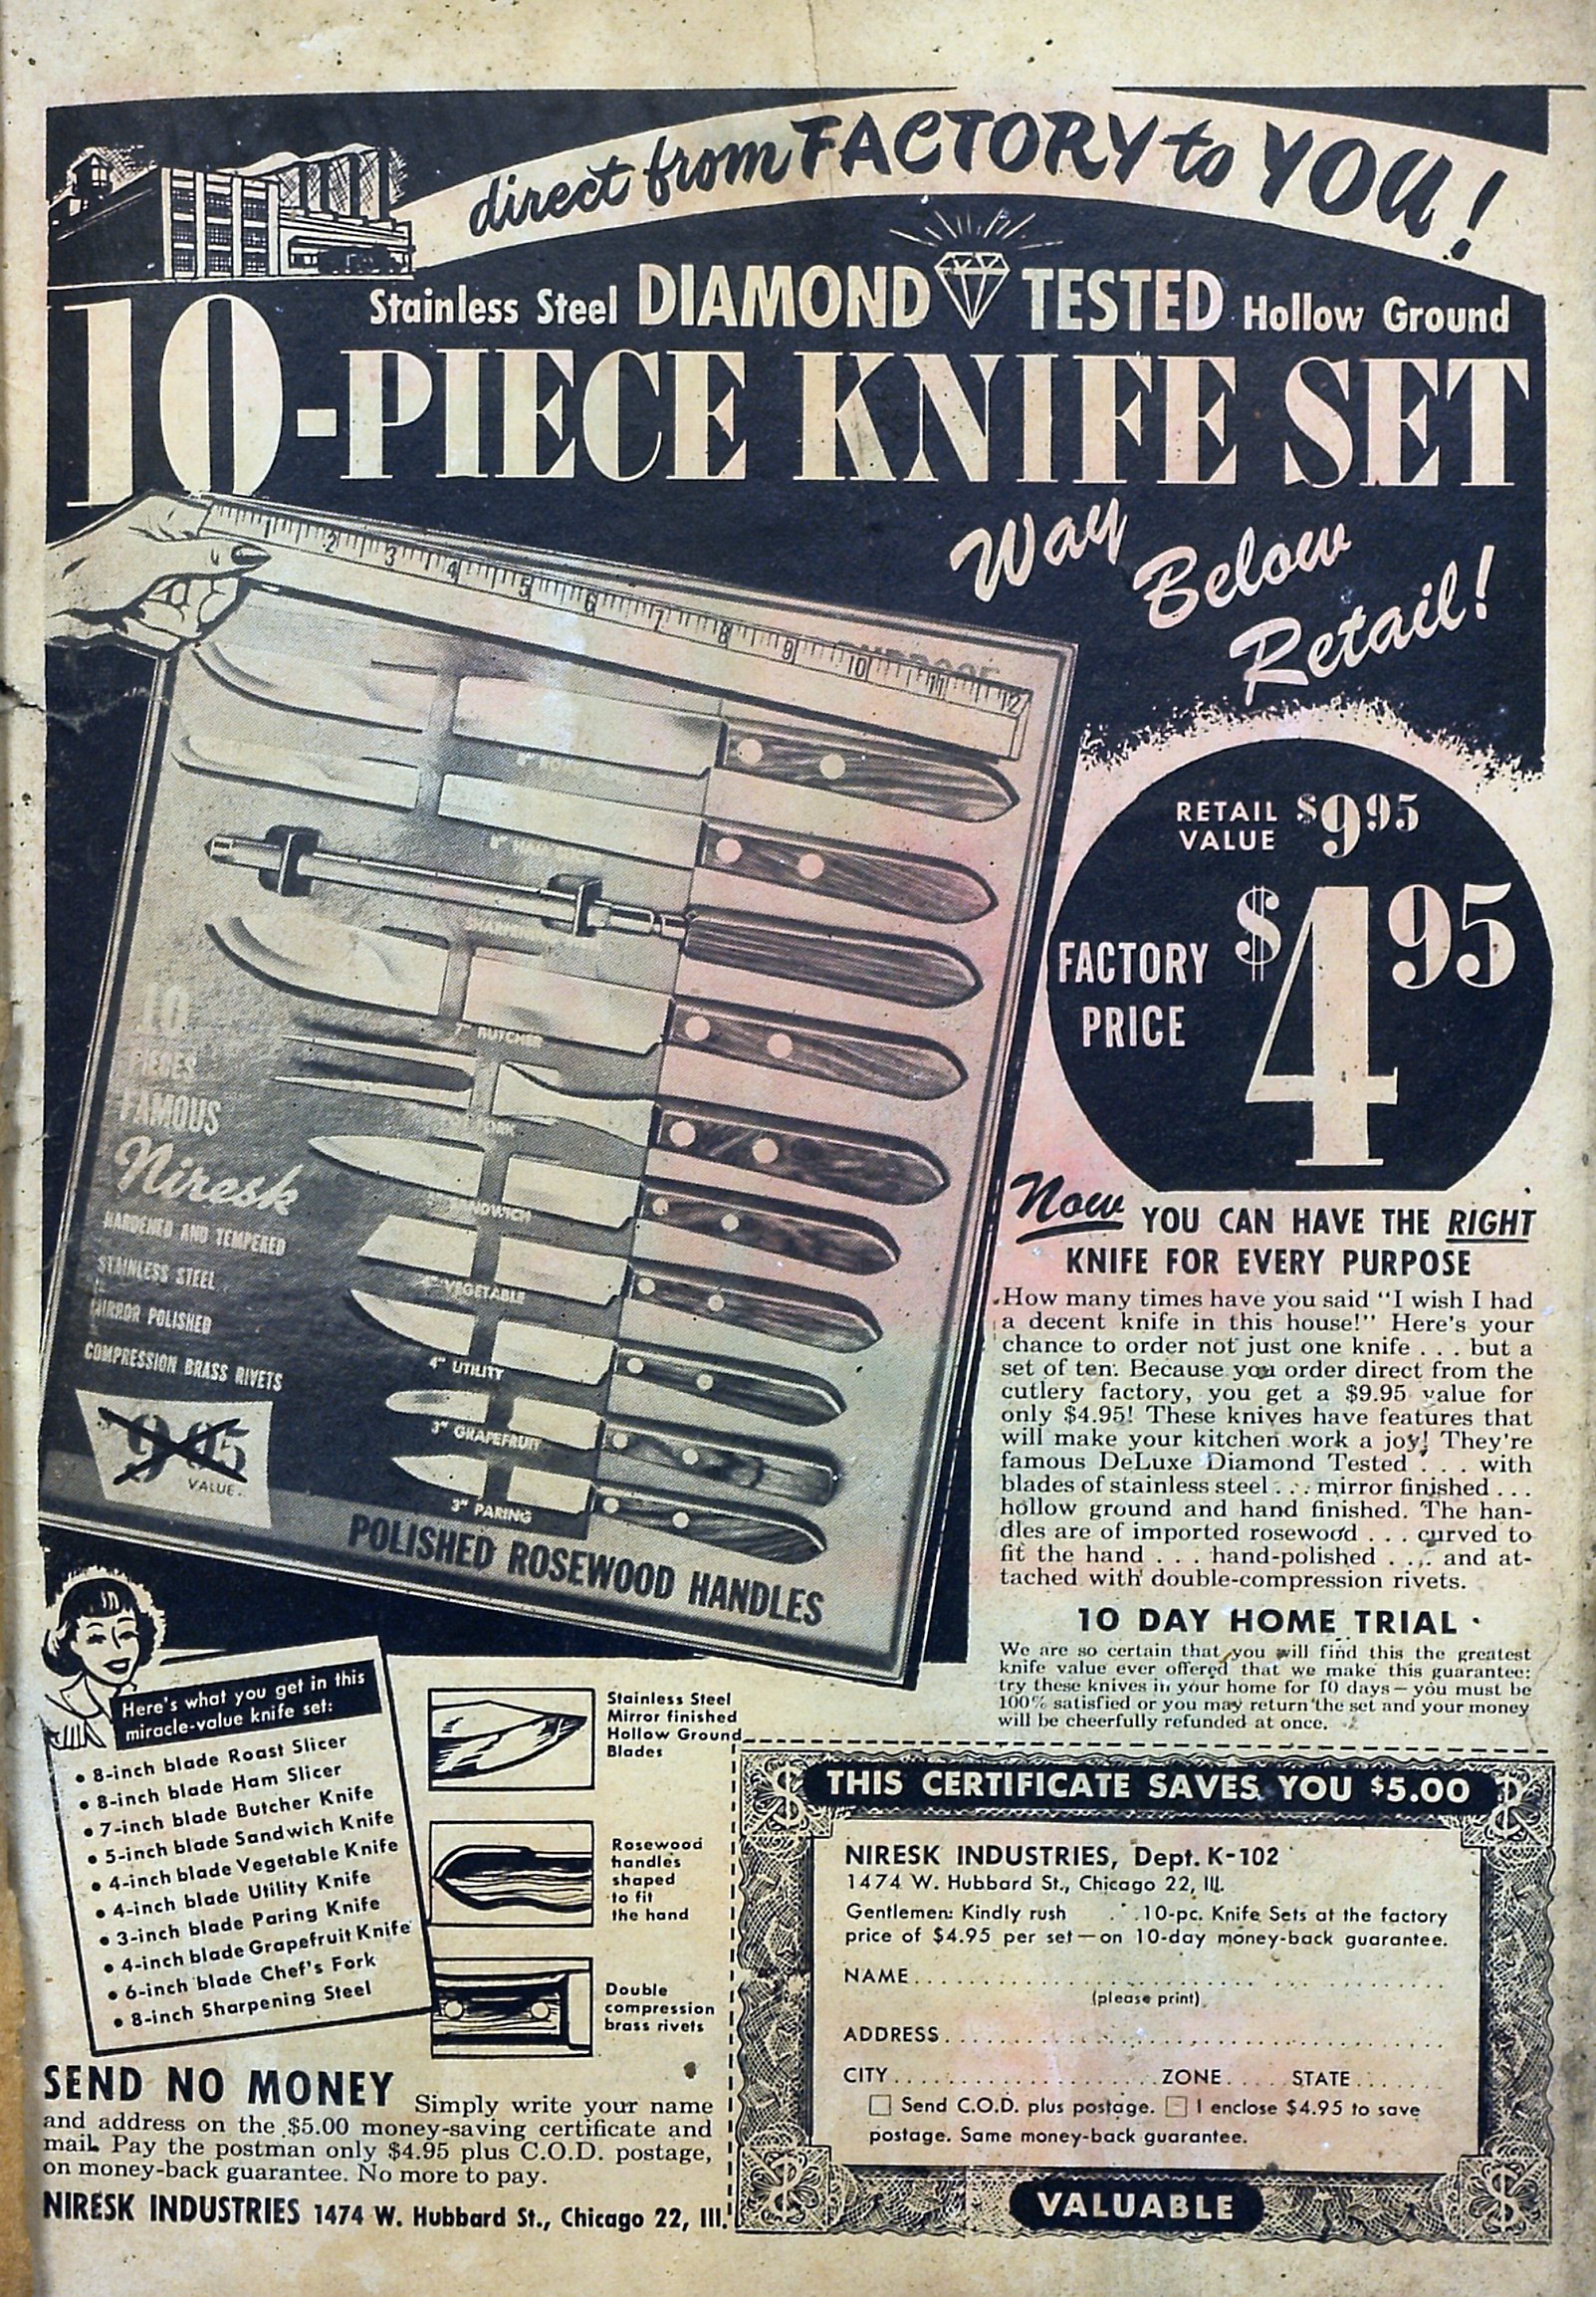 direct from FACTORY to YOU!
Stainless Steel DIAMOND TESTED Hollow Ground
10-PIECE KNIFE SET
Way
Below
Retail!
2 3 4 5 6 7 8 9 10 11 12
RETAIL VALUE $9.95
FACTORY PRICE $4.95
7" BUTCHER
SANDWICH
4" VEGETABLE
4" UTILITY
3" GRAPEFRUIT
3" PARING
10
PIECES
FAMOUS
Niresk
HARDENED AND TEMPERED
STAINLESS STEEL
MIRROR POLISHED
COMPRESSION BRASS RIVETS
9.95
VALUE
POLISHED ROSEWOOD HANDLES
Now YOU CAN HAVE THE RIGHT
KNIFE FOR EVERY PURPOSE
How many times have you said "I wish I had
a decent knife in this house!" Here's your
chance to order not just one knife . . . but a
set of ten. Because you order direct from the
cutlery factory, you get a $9.95 value for
only $4.95! These knives have features that
will make your kitchen work a joy! They're
famous DeLuxe Diamond Tested . . . with
blades of stainless steel . . . mirror finished . . .
hollow ground and hand finished. The han-
dles are of imported rosewood . . . curved to
fit the hand . . . hand-polished . . . and at-
tached with double-compression rivets.
10 DAY HOME TRIAL
We are so certain that you will find this the greatest
knife value ever offered that we make this guarantee:
try these knives in your home for 10 days—you must be
100% satisfied or you may return the set and your money
will be cheerfully refunded at once.
Here's what you get in this
miracle-value knife set:
• 8-inch blade Roast Slicer
• 8-inch blade Ham Slicer
• 7-inch blade Butcher Knife
• 5-inch blade Sandwich Knife
• 4-inch blade Vegetable Knife
• 4-inch blade Utility Knife
• 3-inch blade Paring Knife
• 4-inch blade Grapefruit Knife
• 6-inch blade Chef's Fork
• 8-inch Sharpening Steel
Stainless Steel
Mirror finished
Hollow Ground
Blades
Rosewood
handles
shaped
to fit
the hand
Double
compression
brass rivets
SEND NO MONEY Simply write your name
and address on the $5.00 money-saving certificate and
mail. Pay the postman only $4.95 plus C.O.D. postage,
on money-back guarantee. No more to pay.
NIRESK INDUSTRIES 1474 W. Hubbard St., Chicago 22, Ill.
THIS CERTIFICATE SAVES YOU $5.00
NIRESK INDUSTRIES, Dept. K-102
1474 W. Hubbard St., Chicago 22, Ill.
Gentlemen: Kindly rush . . . 10-pc. Knife Sets at the factory
price of $4.95 per set—on 10-day money-back guarantee.
NAME
(please print)
ADDRESS
CITY ZONE STATE
Send C.O.D. plus postage. I enclose $4.95 to save
postage. Same money-back guarantee.
VALUABLE